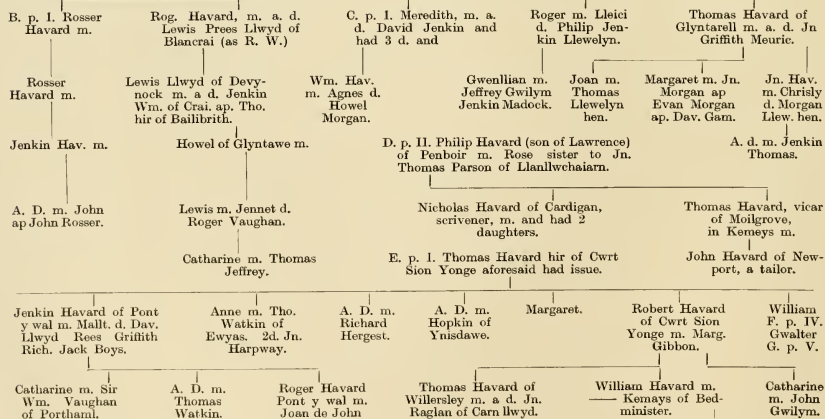 B. p. I. Rosser
Havard m.
Rog. Havard, m. a. d.
Lewis Prees Llwyd of
Blancrai (as R. W.)
C. p. I. Meredith, m. a.
d. David Jenkin and
had 3 d. and
Roger m. Lleici
d. Philip Jen-
kin Llewelyn.
Thomas Havard of
Glyntarell m. a d. Jn
Griffith Meuric.
Rosser
Havard m.
Lewis Llwyd of Devy-
nock m. a d. Jenkin
Wm. of Crai. ap. Tho.
hir of Bailibrith.
Wm. Hav.
m. Agnes d.
Howel
Morgan.
Gwenllian m.
Jeffrey Gwilym
Jenkin Madock.
Joan m.
Thomas
Llewelyn
hen.
Margaret m. Jn.
Morgan ap
Evan Morgan
ap. Dav. Gam.
Jn. Hav.
m. Chrisly
d. Morgan
Llew. hen.
Jenkin Hav. m.
Howel of Glyntawe m.
D. p. II. Philip Havard (son of Lawrence)
of Penboir m. Rose sister to Jn.
Thomas Parson of Llanllwchaiarn.
A. d. m. Jenkin
Thomas.
A. D. m. John
ap John Rosser.
Lewis m. Jennet d.
Roger Vaughan.
Nicholas Havard of Cardigan,
scrivener, m. and had 2
daughters.
Thomas Havard, vicar
of Moilgrove,
in Kemeys m.
Catharine m. Thomas
Jeffrey.
E. p. I. Thomas Havard hir of Cwrt
Sion Yonge aforesaid had issue.
John Havard of New-
port, a tailor.
Jenkin Havard of Pont
y wal m. Mallt. d. Dav.
Llwyd Rees Griffith
Rich. Jack Boys.
Anne m. Tho.
Watkin of
Ewyas. 2d. Jn.
Harpway.
A. D. m.
Richard
Hergest.
A. D. m.
Hopkin of
Ynisdawe.
Margaret.
Robert Havard
of Cwrt Sion
Yonge m. Marg.
Gibbon.
William
F. p. IV.
Gwalter
G. p. V.
Catharine m. Sir
Wm. Vaughan
of Porthaml.
A. D. m.
Thomas
Watkin.
Roger Havard
Pont y wal m.
Joan de John
Thomas Havard of
Willersley m. a d. Jn.
Raglan of Carn llwyd.
William Havard m.
—— Kemays of Bed-
minister.
Catharine
m. John
Gwilym.